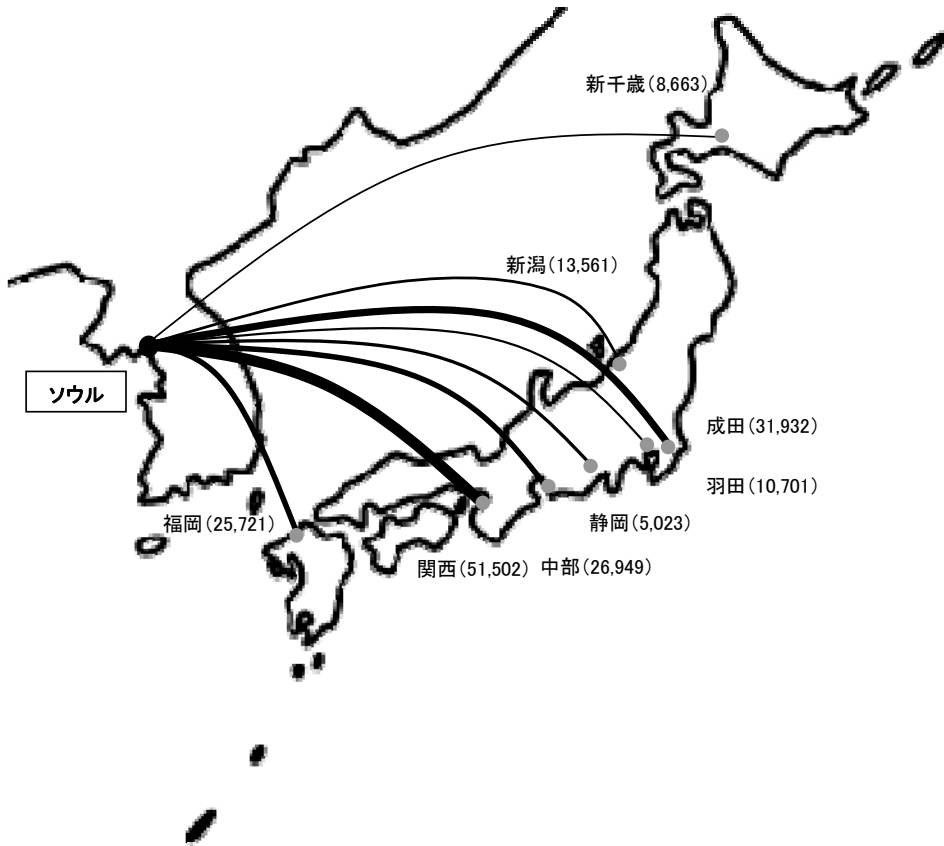 新千歳(8,663)
新潟(13,561)
ソウル
成田(31,932)
羽田(10,701)
福岡(25,721)
静岡(5,023)
関西(51,502) 中部(26,949)